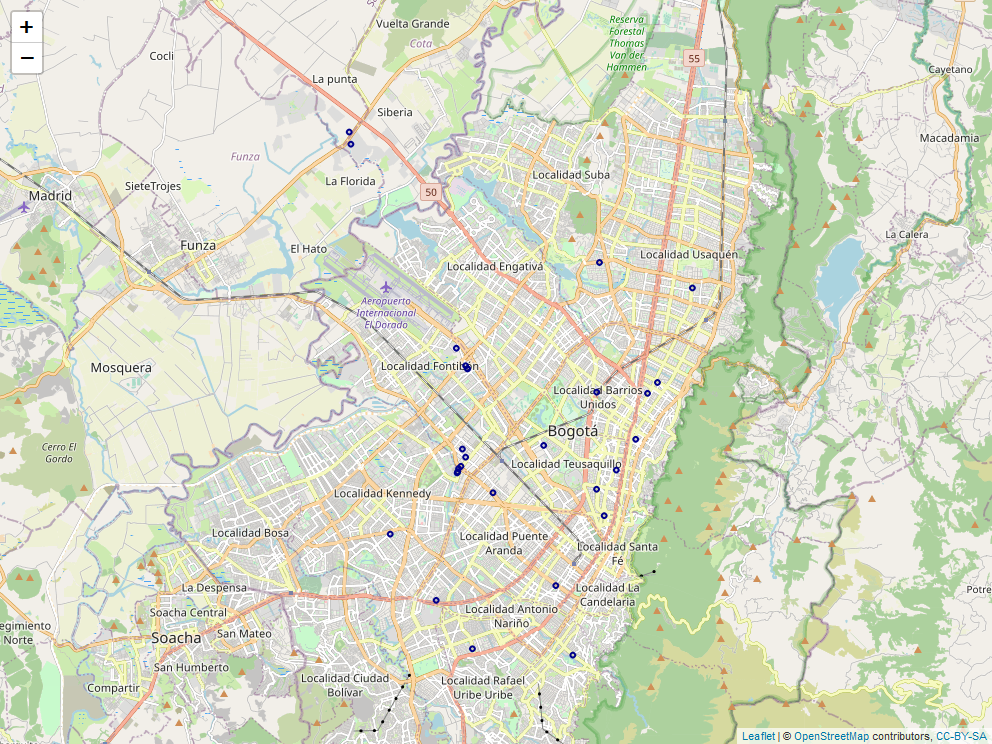 +
−
Vuelta Grande
Cota
Cocli
La punta
Siberia
Reserva
Forestal
Thomas
Van der
Hammen
55
Cayetano
Macadamia
Funza
SieteTrojes
La Florida
50
Localidad Suba
Madrid
Funza
El Hato
La Calera
Localidad Usaquén
Localidad Engativá
Aeropuerto
Internacional
El Dorado
Mosquera
Localidad Fontibón
Localidad Barrios
Unidos
Bogotá
Cerro El
Gordo
Localidad Teusaquillo
Localidad Kennedy
Localidad Bosa
Localidad Puente
Aranda
Localidad Santa
Fé
La Despensa
Localidad La
Candelaria
Potre
Soacha Central
Localidad Antonio
Nariño
egimiento
Norte
Soacha
San Mateo
San Humberto
Localidad Ciudad
Bolívar
Localidad Rafael
Uribe Uribe
Compartir
Leaflet | © OpenStreetMap contributors, CC-BY-SA